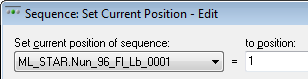 Sequence: Set Current Position - Edit
Set current position of sequence: to position:
ML_STAR.Nun_96_Fl_Lb_0001 = 1